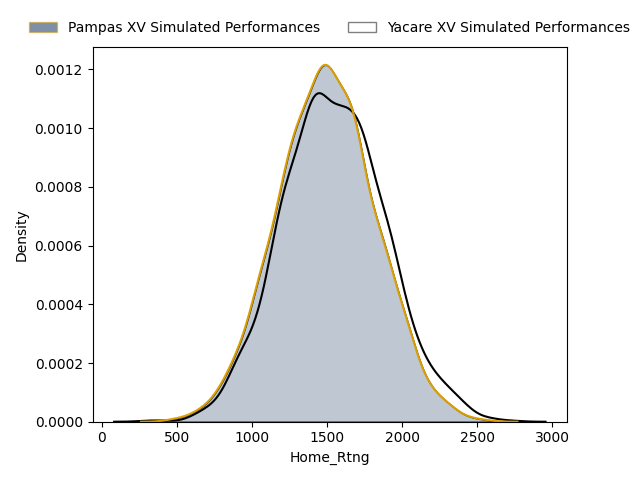 Pampas XV Simulated Performances Yacare XV Simulated Performances
0.0012
0.0010
0.0008
0.0006
0.0004
0.0002
0.0000
Density
0 500 1000 1500 2000 2500 3000
Home_Rtng